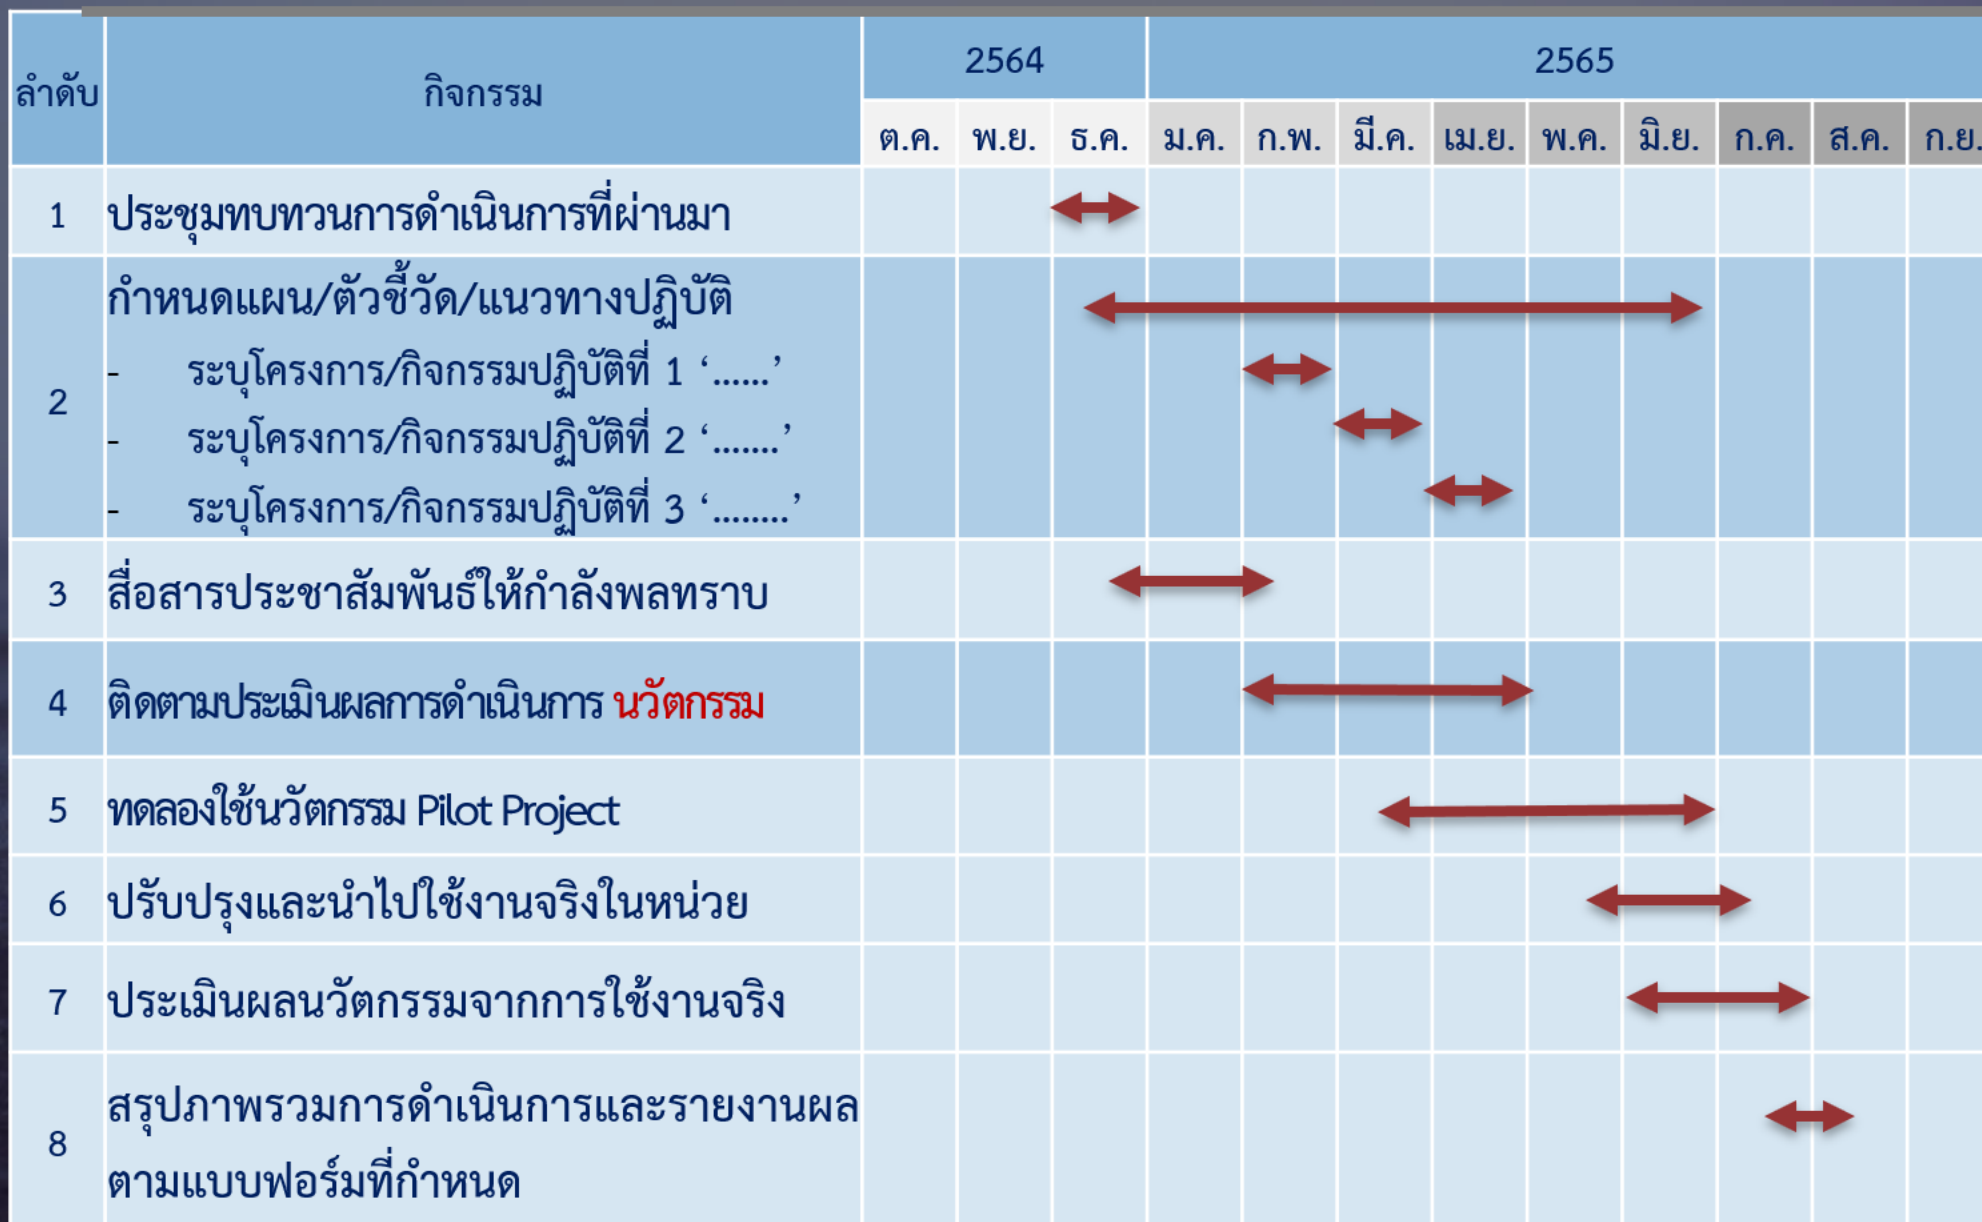 ลำดับ กิจกรรม 2564 2565
ต.ค. พ.ย. ธ.ค. ม.ค. ก.พ. มี.ค. เม.ย. พ.ค. มิ.ย. ก.ค. ส.ค. ก.ย.
1 ประชุมทบทวนการดำเนินการที่ผ่านมา
2 กำหนดแผน/ตัวชี้วัด/แนวทางปฏิบัติ
- ระบุโครงการ/กิจกรรมปฏิบัติที่ 1 ‘......’
- ระบุโครงการ/กิจกรรมปฏิบัติที่ 2 ‘.......’
- ระบุโครงการ/กิจกรรมปฏิบัติที่ 3 ‘........’
3 สื่อสารประชาสัมพันธ์ให้กำลังพลทราบ
4 ติดตามประเมินผลการดำเนินการ นวัตกรรม
5 ทดลองใช้นวัตกรรม Pilot Project
6 ปรับปรุงและนำไปใช้งานจริงในหน่วย
7 ประเมินผลนวัตกรรมจากการใช้งานจริง
8 สรุปภาพรวมการดำเนินการและรายงานผล
ตามแบบฟอร์มที่กำหนด